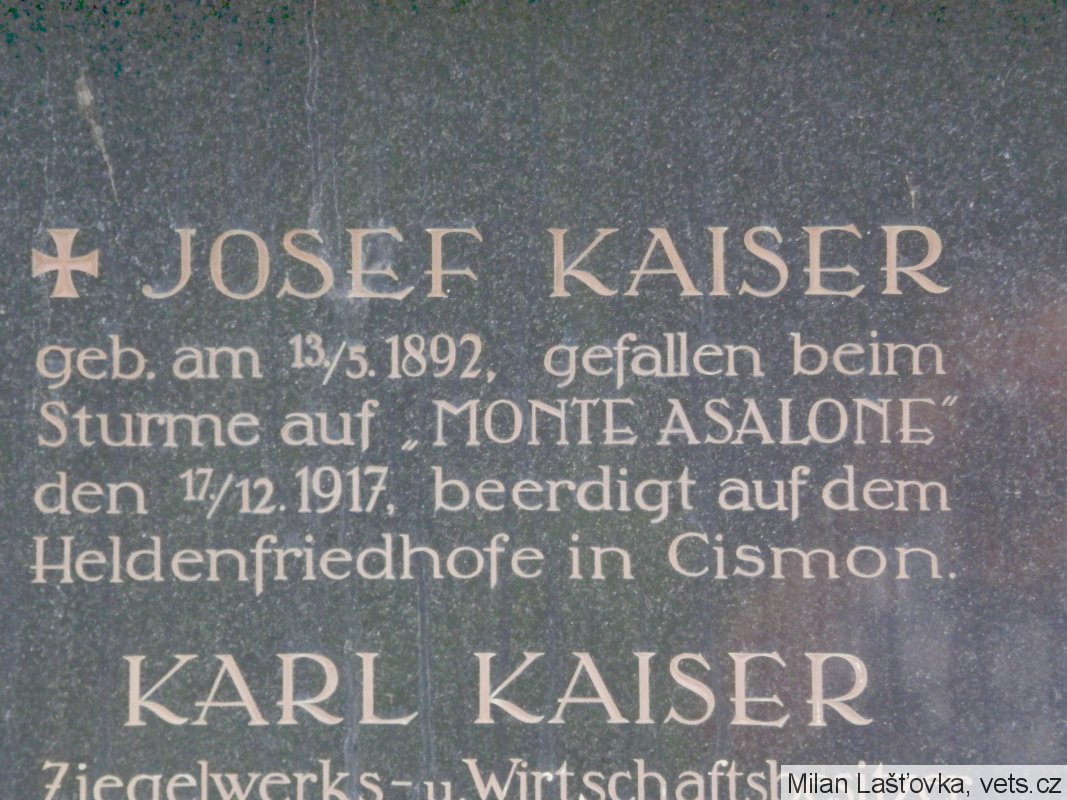 JOSEF KAISER
geb. am 13./5. 1892, gefallen beim
Sturme auf „MONTE ASALONE“
den 17./12. 1917, beerdigt auf dem
Heldenfriedhofe in Cismon.
KARL KAISER
Ziegelwerks- u.
Milan Lašťovka, vets.cz